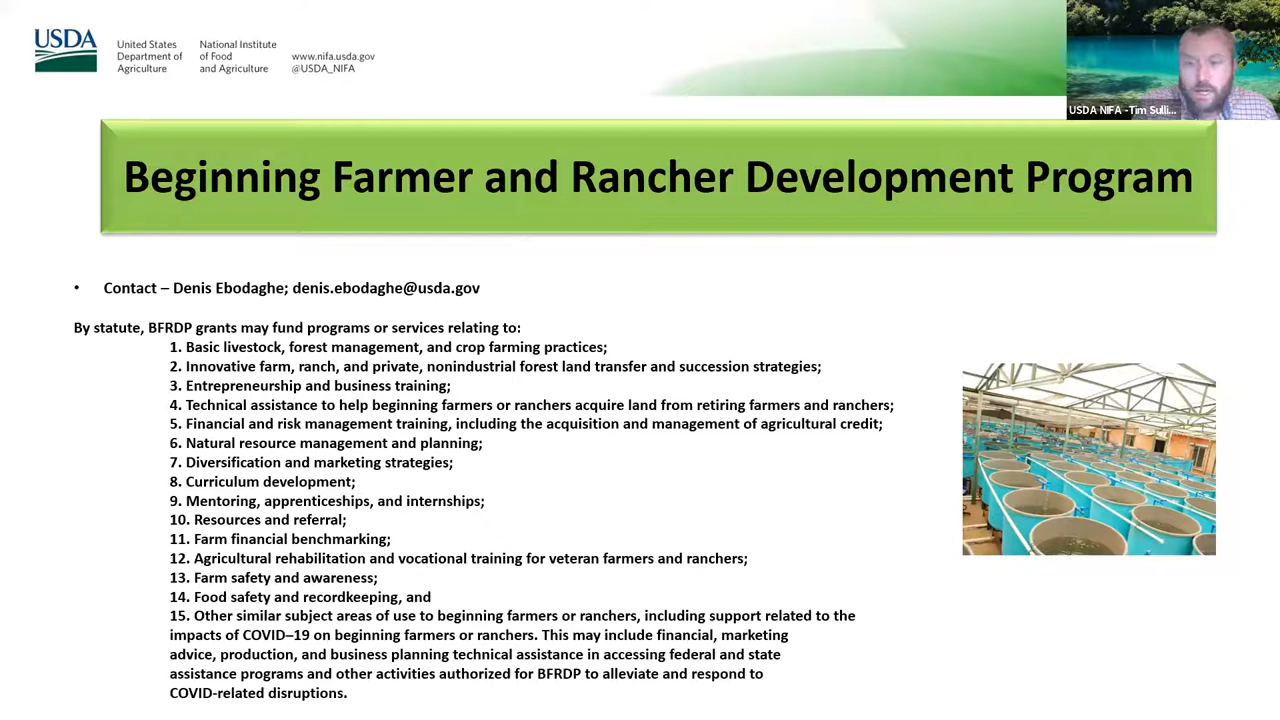 USDA
United States
Department of
Agriculture
National Institute
of Food
and Agriculture
www.nifa.usda.gov
@USDA_NIFA
USDA NIFA -Tim Sulli...
Beginning Farmer and Rancher Development Program
• Contact – Denis Ebodaghe; denis.ebodaghe@usda.gov
By statute, BFRDP grants may fund programs or services relating to:
1. Basic livestock, forest management, and crop farming practices;
2. Innovative farm, ranch, and private, nonindustrial forest land transfer and succession strategies;
3. Entrepreneurship and business training;
4. Technical assistance to help beginning farmers or ranchers acquire land from retiring farmers and ranchers;
5. Financial and risk management training, including the acquisition and management of agricultural credit;
6. Natural resource management and planning;
7. Diversification and marketing strategies;
8. Curriculum development;
9. Mentoring, apprenticeships, and internships;
10. Resources and referral;
11. Farm financial benchmarking;
12. Agricultural rehabilitation and vocational training for veteran farmers and ranchers;
13. Farm safety and awareness;
14. Food safety and recordkeeping, and
15. Other similar subject areas of use to beginning farmers or ranchers, including support related to the
impacts of COVID–19 on beginning farmers or ranchers. This may include financial, marketing
advice, production, and business planning technical assistance in accessing federal and state
assistance programs and other activities authorized for BFRDP to alleviate and respond to
COVID-related disruptions.